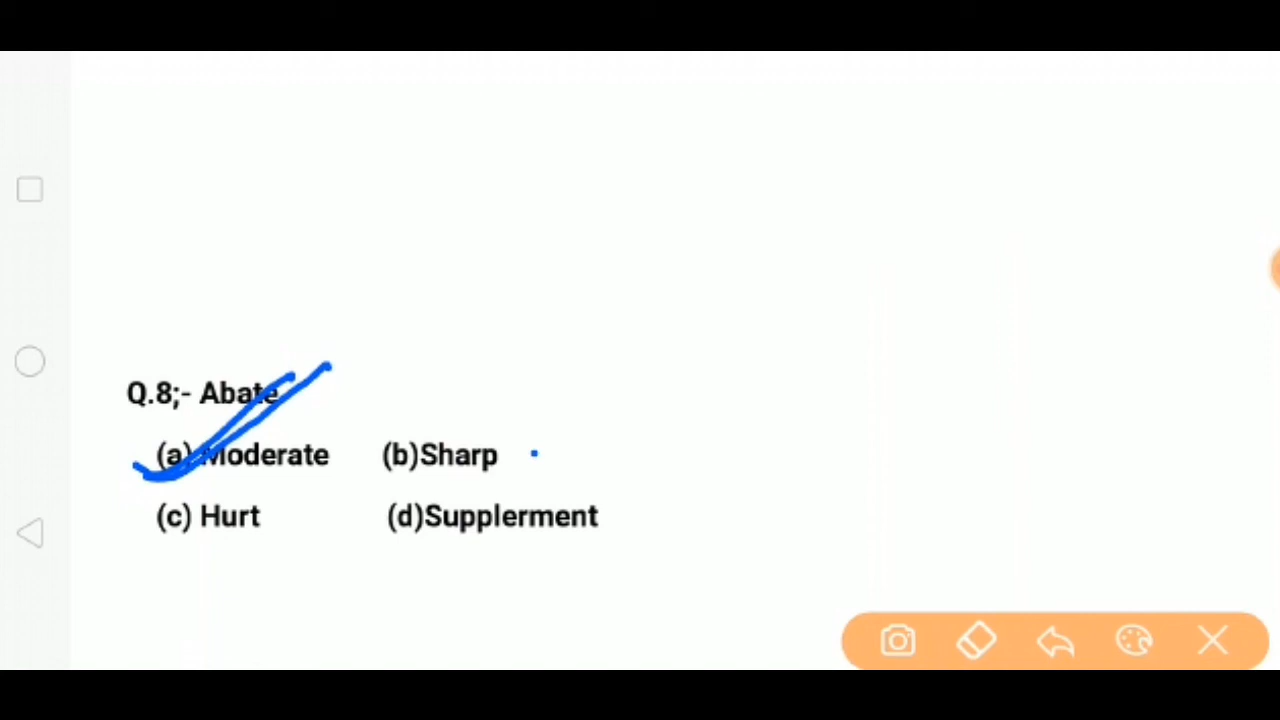 Q.8;- Abate
(a) Moderate (b)Sharp
(c) Hurt (d)Supplerment